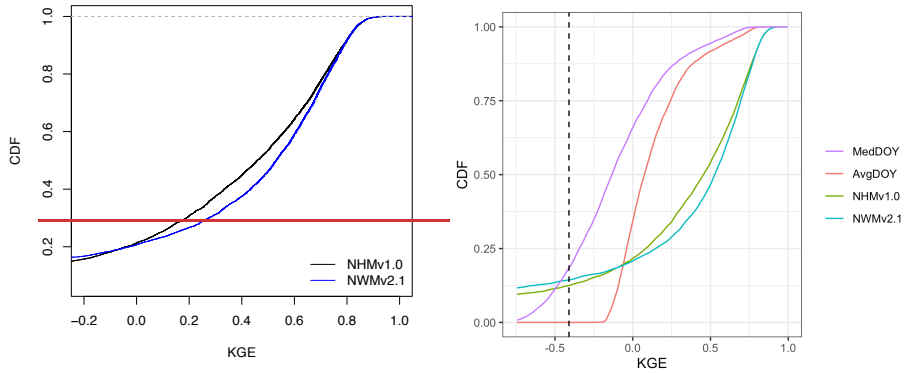 CDF
1.0
0.8
0.6
0.4
0.2
NHMv1.0
NWMv2.1
−0.2 0.0 0.2 0.4 0.6 0.8 1.0
KGE
CDF
1.00
0.75
0.50
0.25
0.00
-0.5 0.0 0.5 1.0
KGE
MedDOY
AvgDOY
NHMv1.0
NWMv2.1